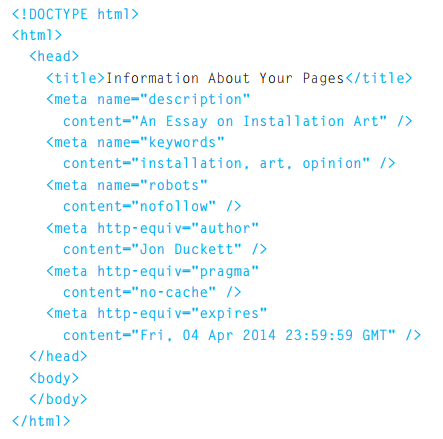 <!DOCTYPE html>
<html>
<head>
<title>Information About Your Pages</title>
<meta name="description"
content="An Essay on Installation Art" />
<meta name="keywords"
content="installation, art, opinion" />
<meta name="robots"
content="nofollow" />
<meta http-equiv="author"
content="Jon Duckett" />
<meta http-equiv="pragma"
content="no-cache" />
<meta http-equiv="expires"
content="Fri, 04 Apr 2014 23:59:59 GMT" />
</head>
<body>
</body>
</html>